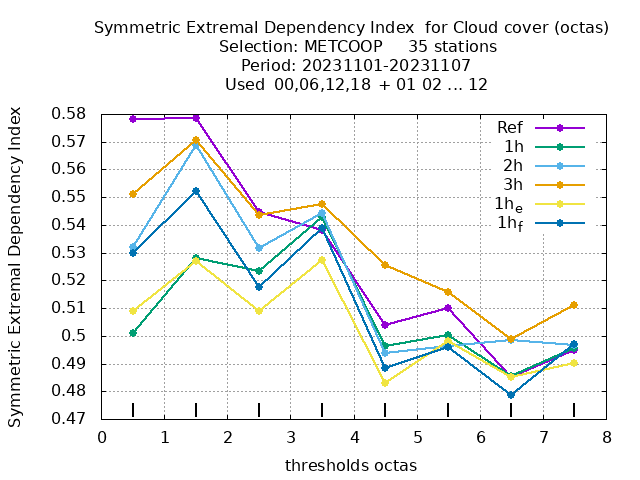 Symmetric Extremal Dependency Index  for Cloud cover (octas)
Selection: METCOOP     35 stations
Period: 20231101-20231107
Used  00,06,12,18  + 01 02 ... 12
Symmetric Extremal Dependency Index
0.58
0.57
0.56
0.55
0.54
0.53
0.52
0.51
0.5
0.49
0.48
0.47
Ref
1h
2h
3h
1he
1hf
0 1 2 3 4 5 6 7 8
thresholds octas